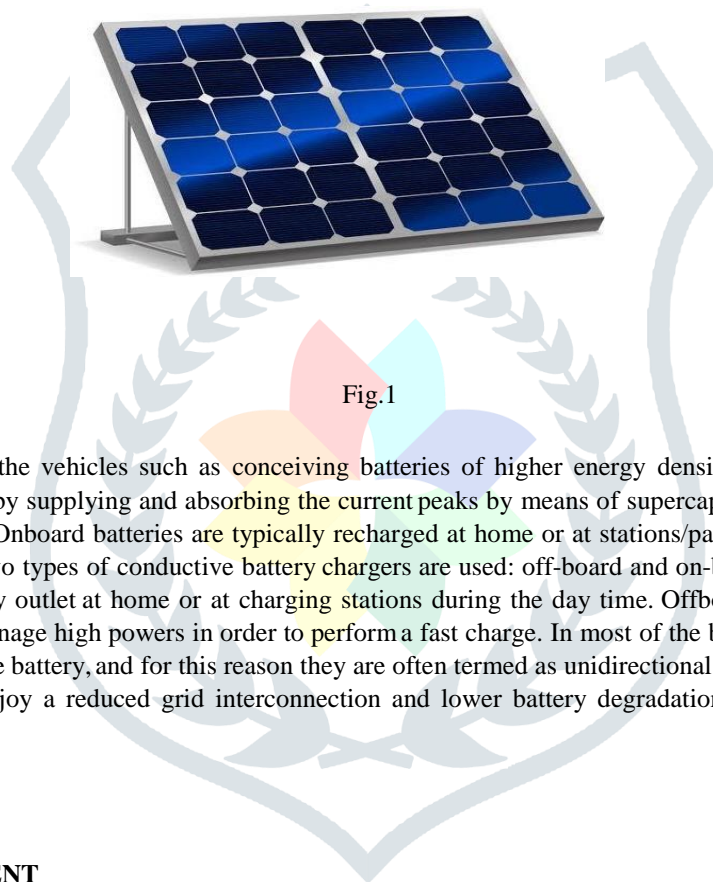 Fig.1
the vehicles such as conceiving batteries of higher energy densi
by supplying and absorbing the current peaks by means of supercap
Onboard batteries are typically recharged at home or at stations/pa
o types of conductive battery chargers are used: off-board and on-b
y outlet at home or at charging stations during the day time. Offbo
nage high powers in order to perform a fast charge. In most of the b
e battery, and for this reason they are often termed as unidirectional
joy a reduced grid interconnection and lower battery degradation
ENT